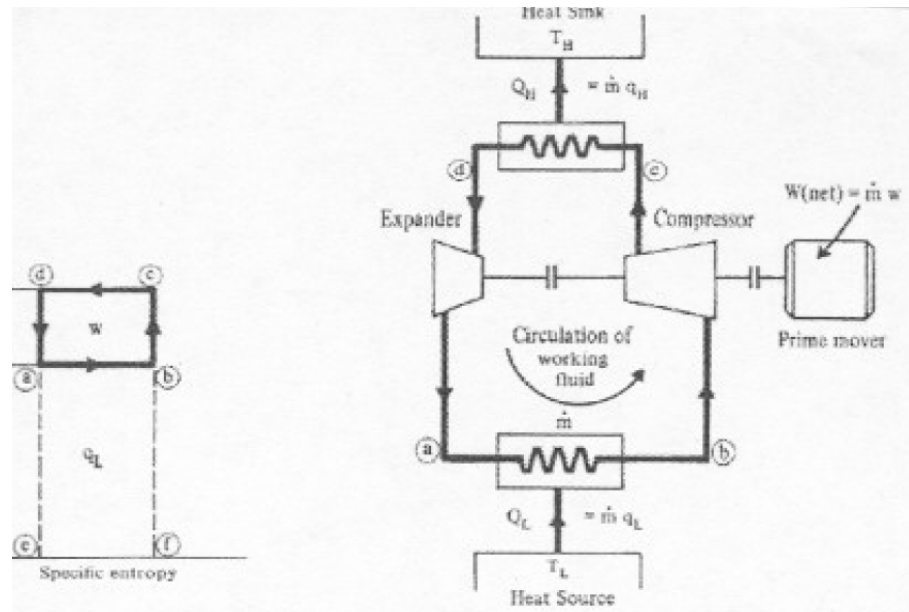 Heat Sink
T_H
Q_H = ṁ q_H
d
c
Expander
Compressor
W(net) = ṁ w
d
c
w
Prime mover
Circulation of
working
fluid
ṁ
a
b
a
b
q_L
Q_L = ṁ q_L
e
f
Specific entropy
T_L
Heat Source